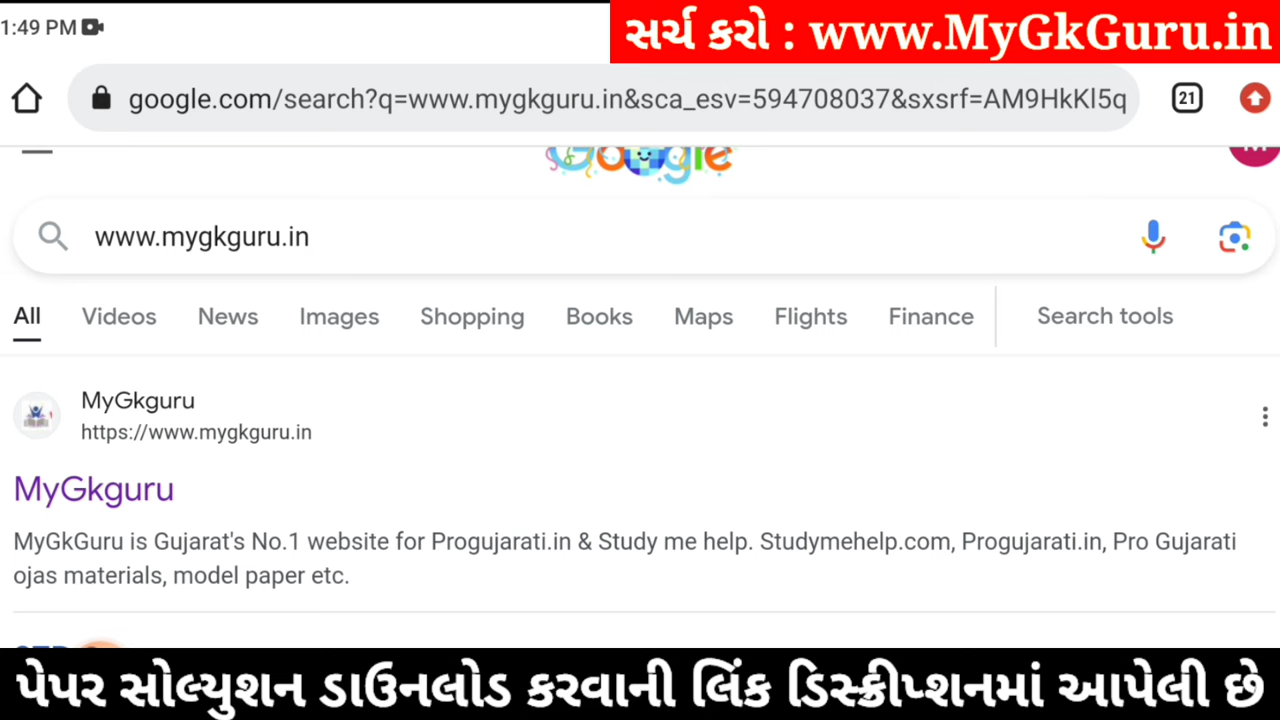 1:49 PM
સર્ચ કરો : www.MyGkGuru.in
google.com/search?q=www.mygkguru.in&sca_esv=594708037&sxsrf=AM9HkKl5q
21
Google
www.mygkguru.in
All Videos News Images Shopping Books Maps Flights Finance Search tools
MyGkguru
https://www.mygkguru.in
MyGkguru
MyGkGuru is Gujarat's No.1 website for Progujarati.in & Study me help. Studymehelp.com, Progujarati.in, Pro Gujarati
ojas materials, model paper etc.
પેપર સોલ્યુશન ડાઉનલોડ કરવાની લિંક ડિસ્ક્રીપ્શનમાં આપેલી છે